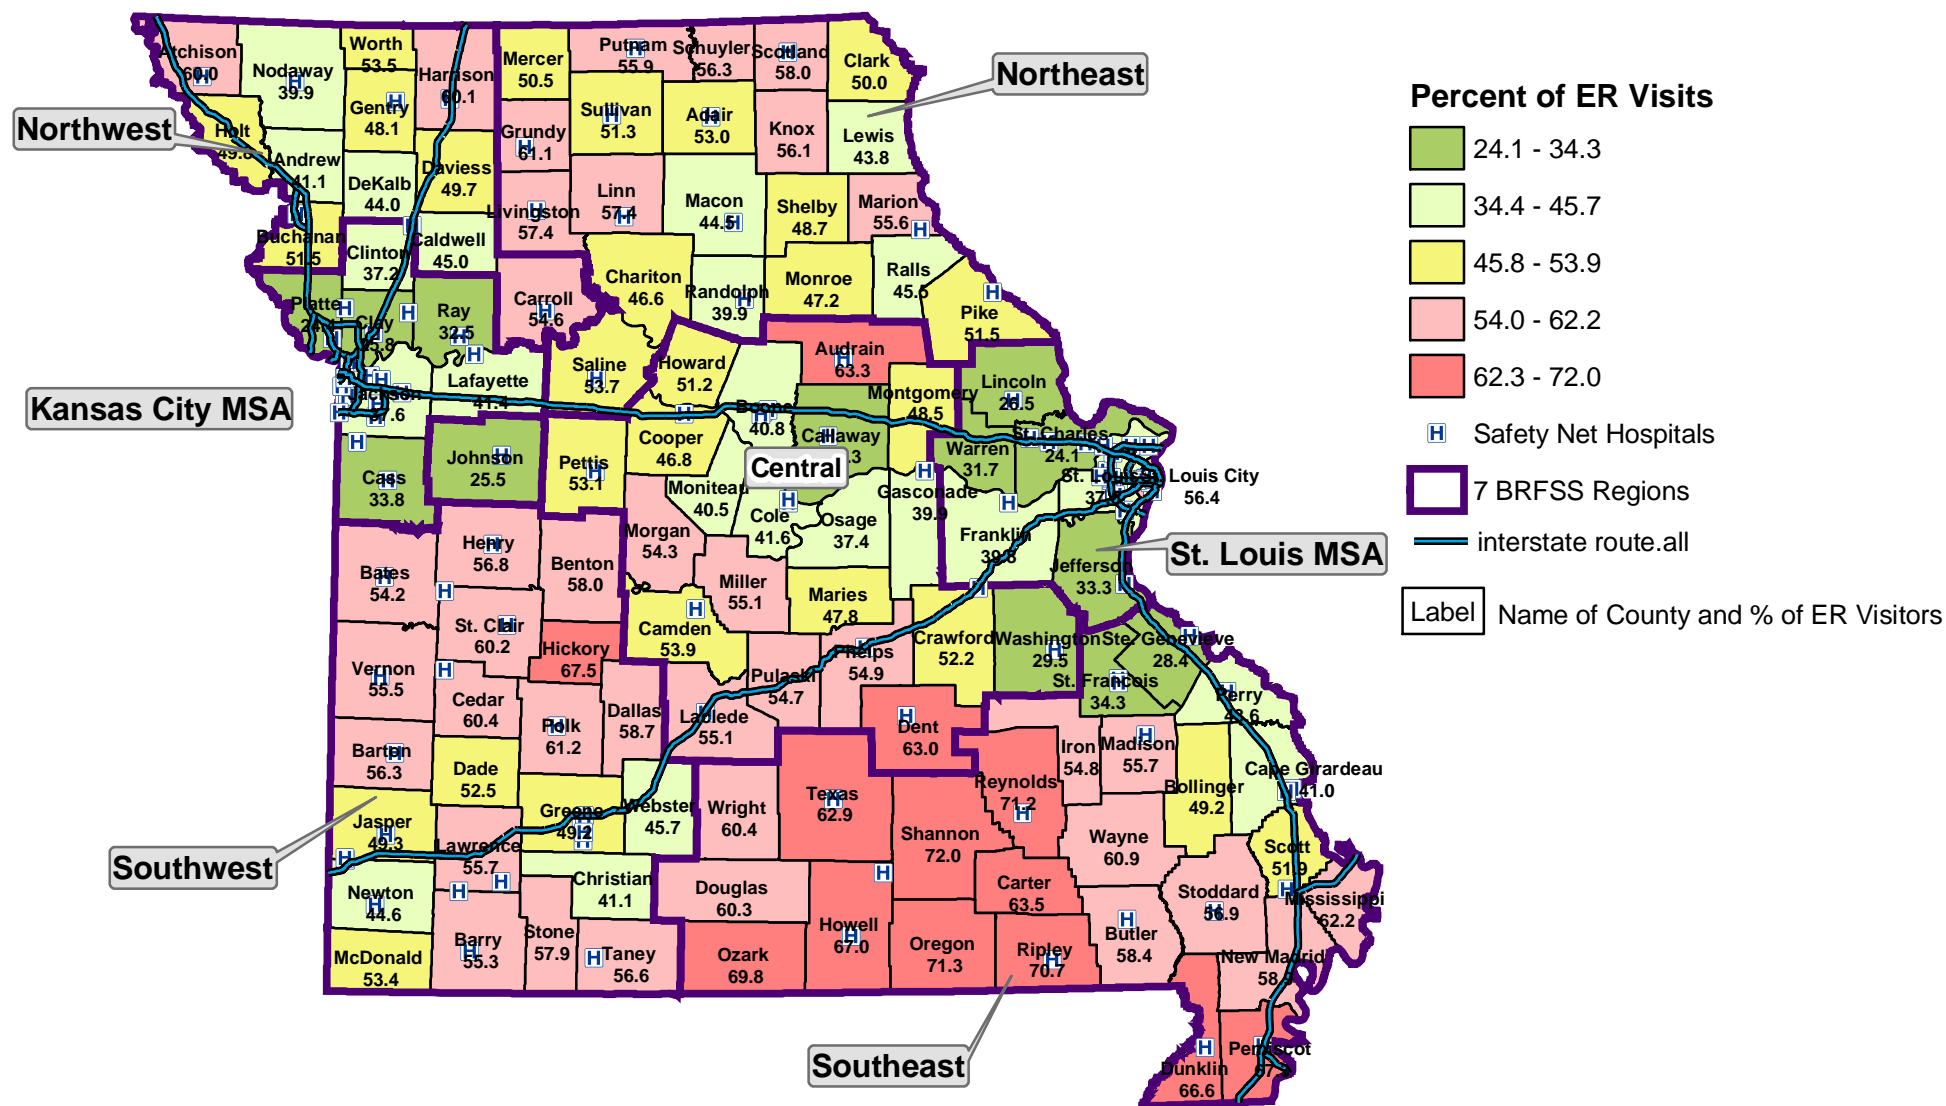 Atchison
60.0
Nodaway
39.9
Worth
53.5
Harrison
60.1
Mercer
50.5
Putnam
55.9
Schuyler
56.3
Scotland
58.0
Clark
50.0
Northeast
Northwest
Holt
Gentry
48.1
Sullivan
51.3
Adair
53.0
Grundy
61.1
Knox
56.1
Lewis
43.8
Andrew
41.1
DeKalb
44.0
Daviess
49.7
Linn
57.4
Macon
44.5
Shelby
48.7
Marion
55.6
Livingston
57.4
Buchanan
51.5
Clinton
37.2
Caldwell
45.0
Chariton
46.6
Randolph
39.9
Monroe
47.2
Ralls
45.5
Pike
51.5
Platte
Clay
Ray
32.5
Carroll
54.6
Audrain
63.3
Saline
53.7
Howard
51.2
Lafayette
41.4
Lincoln
26.5
Montgomery
48.5
Kansas City MSA
Jackson
Boone
40.8
Callaway
Cooper
46.8
Central
Johnson
25.5
Pettis
53.1
Cass
33.8
Warren
31.7
St. Charles
24.1
St. Louis
St. Louis City
56.4
Moniteau
40.5
Cole
41.6
Osage
37.4
Gasconade
39.9
Franklin
39.8
Jefferson
33.3
St. Louis MSA
Henry
56.8
Benton
58.0
Morgan
54.3
Miller
55.1
Maries
47.8
Bates
54.2
St. Clair
60.2
Hickory
67.5
Camden
53.9
Crawford
52.2
Washington
29.5
Ste. Genevieve
28.4
Vernon
55.5
Cedar
60.4
Polk
61.2
Dallas
58.7
Pulaski
54.7
Phelps
54.9
St. Francois
34.3
Laclede
55.1
Dent
63.0
Perry
Barton
56.3
Dade
52.5
Iron
54.8
Madison
55.7
Bollinger
49.2
Cape Girardeau
41.0
Greene
49.2
Webster
45.7
Wright
60.4
Texas
62.9
Reynolds
71.2
Jasper
49.3
Lawrence
55.7
Shannon
72.0
Wayne
60.9
Scott
51.9
Southwest
Newton
44.6
Christian
41.1
Douglas
60.3
Carter
63.5
Stoddard
56.9
Mississippi
62.2
McDonald
53.4
Barry
55.3
Stone
57.9
Taney
56.6
Ozark
69.8
Howell
67.0
Oregon
71.3
Ripley
70.7
Butler
58.4
New Madrid
Southeast
Dunklin
66.6
Pemiscot
Percent of ER Visits
24.1 - 34.3
34.4 - 45.7
45.8 - 53.9
54.0 - 62.2
62.3 - 72.0
H Safety Net Hospitals
7 BRFSS Regions
interstate route.all
Label Name of County and % of ER Visitors